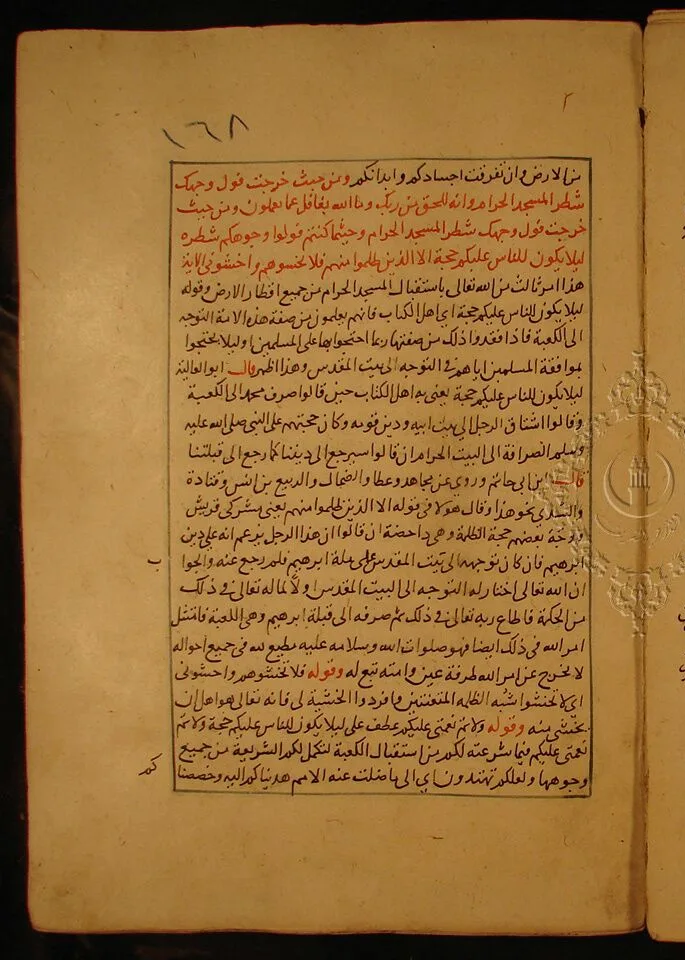 ٢
١٦٨
من الارض وان تفرقت اجسادكم وابدانكم ومن حيث خرجت فول وجهك
شطر المسجد الحرام وانه للحق من ربك وما الله بغافل عما تعملون ومن حيث
خرجت فول وجهك شطر المسجد الحرام وحيثما كنتم فولوا وجوهكم شطره
ليلا يكون للناس عليكم حجة الا الذين ظلموا منهم فلا تخشوهم واخشوني الاية
هذا امر ثالث من الله تعالى باستقبال المسجد الحرام من جميع اقطار الارض وقوله
ليلا يكون للناس عليكم حجة اي اهل الكتاب فانهم يعلمون من صفة هذه الامة التوجه
الى الكعبة فاذا فقدوا ذلك من صفتها ربما احتجوا بها على المسلمين او ليلا يحتجوا
بموافقة المسلمين اياهم في التوجه الى بيت المقدس وهذا اظهر قال ابو العالية
ليلا يكون للناس عليكم حجة يعني به اهل الكتاب حين قالوا صرف محمد الى الكعبة
وقالوا اشتاق الرجل الى بيت ابيه ودين قومه وكان حجتهم على النبي صلى الله عليه
وسلم انصرافه الى البيت الحرام ان قالوا سيرجع الى ديننا كما رجع الى قبلتنا
قال ابن ابي حاتم وروي عن مجاهد وعطا والضحاك والربيع بن انس وقتادة
والسدي نحو هذا وقال هولا في قوله الا الذين ظلموا منهم يعني مشركي قريش
ووجه بعضهم حجة الظلمة وهي داحضة ان قالوا ان هذا الرجل يزعم انه على دين
ابرهيم فان كان توجهه الى بيت المقدس على ملة ابرهيم فلم رجع عنه والجوا
ب
ان الله تعالى اختار له التوجه الى البيت المقدس اولا لما له تعالى في ذلك
من الحكمة فاطاع ربه تعالى في ذلك ثم صرفه الى قبلة ابرهيم وهي الكعبة فامتثل
امر الله في ذلك ايضا فهو صلوات الله وسلامه عليه مطيع لله في جميع احواله
لا يخرج عن امر الله طرفة عين وامته تبع له وقوله فلا تخشوهم واخشوني
اي لا تخشوا شبه الظلمة المتعنتين وافردوا الخشية لي فانه تعالى هو اهل ان
يخشى منه وقوله ولاتم نعمتي عليكم عطف على ليلا يكون للناس عليكم حجة ولاتم
نعمتي عليكم فيما شرعته لكم من استقبال الكعبة لتكمل لكم الشريعة من جميع
وجوهها ولعلكم تهتدون اي الى ما ضلت عنه الامم هديناكم اليه وخصصنا
كم